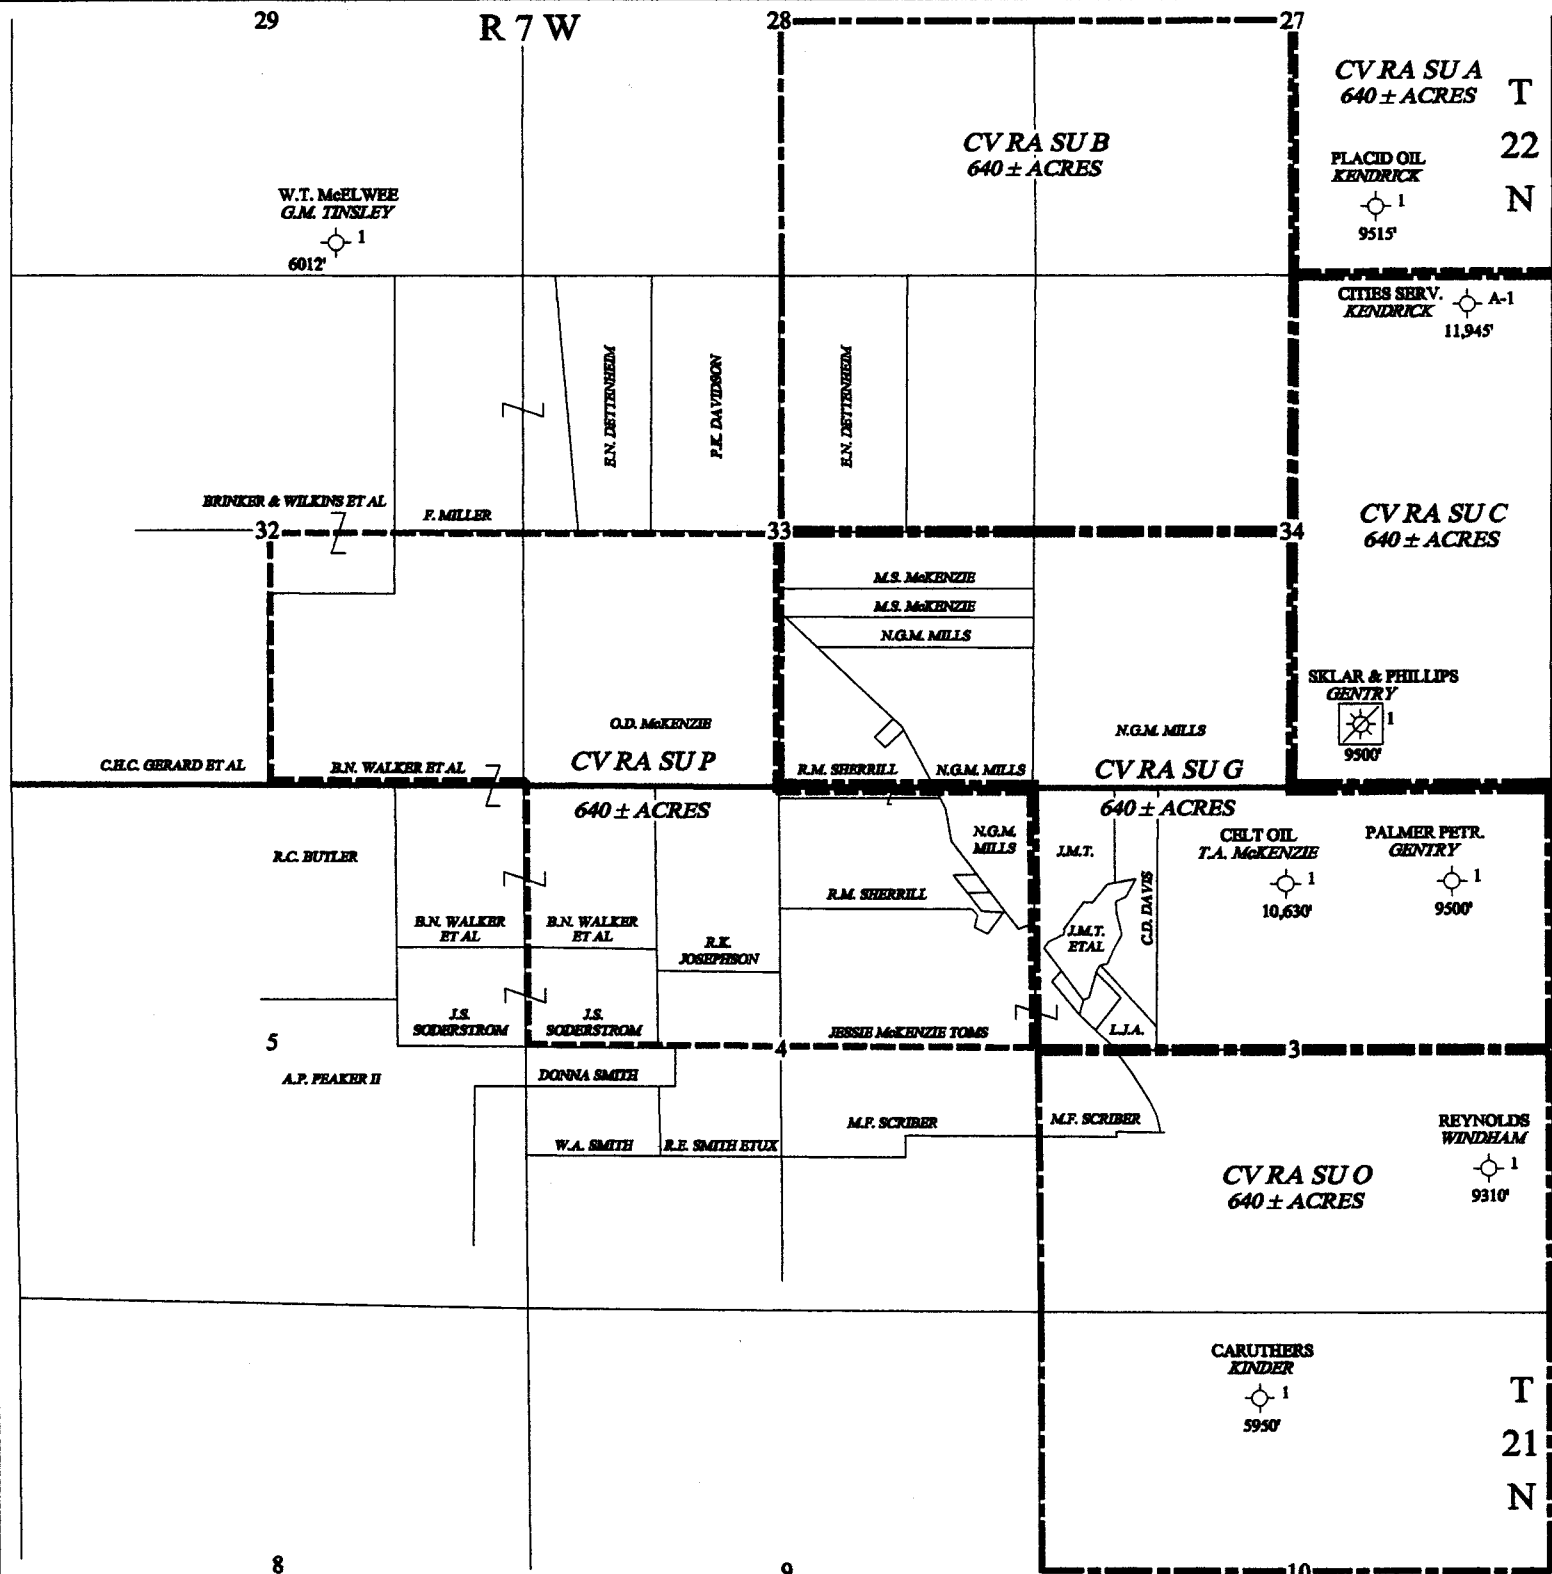 29
R 7 W
28
27
CV RA SU A
640 ± ACRES
T
22
N
CV RA SU B
640 ± ACRES
PLACID OIL
KENDRICK
1
9515'
W.T. McELWEE
G.M. TINSLEY
1
6012'
CITIES SERV.
KENDRICK
A-1
11,945'
E.N. DETTENHEIM
P.K. DAVIDSON
E.N. DETTENHEIM
BRINKER & WILKINS ET AL
F. MILLER
CV RA SU C
640 ± ACRES
32
33
34
M.S. McKENZIE
M.S. McKENZIE
N.G.M. MILLS
SKLAR & PHILLIPS
GENTRY
1
9500'
O.D. McKENZIE
N.G.M. MILLS
C.H.C. GERARD ET AL
B.N. WALKER ET AL
CV RA SU P
640 ± ACRES
R.M. SHERRILL
N.G.M. MILLS
CV RA SU G
640 ± ACRES
R.C. BUTLER
N.G.M.
MILLS
J.M.T.
CELT OIL
T.A. McKENZIE
1
10,630'
PALMER PETR.
GENTRY
1
9500'
B.N. WALKER
ET AL
B.N. WALKER
ET AL
R.M. SHERRILL
C.D. DAVIS
J.M.T.
ETAL
R.K.
JOSEPHSON
J.S.
SODERSTROM
J.S.
SODERSTROM
JESSIE McKENZIE TOMS
L.J.A.
5
4
3
A.P. PEAKER II
DONNA SMITH
W.A. SMITH
R.E. SMITH ETUX
M.F. SCRIBER
M.F. SCRIBER
REYNOLDS
WINDHAM
1
9310'
CV RA SU O
640 ± ACRES
CARUTHERS
KINDER
1
5950'
T
21
N
8
9
10